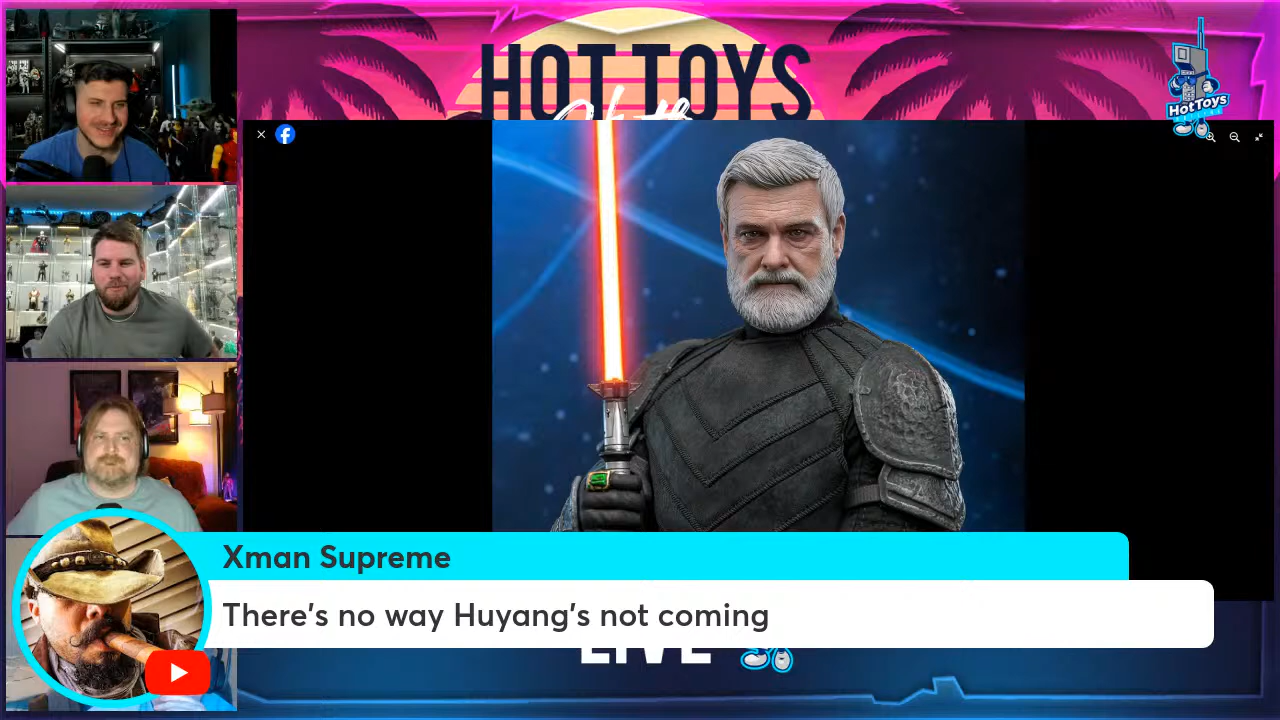 HOT TOYS
HotToys
Xman Supreme
There's no way Huyang's not coming
LIVE